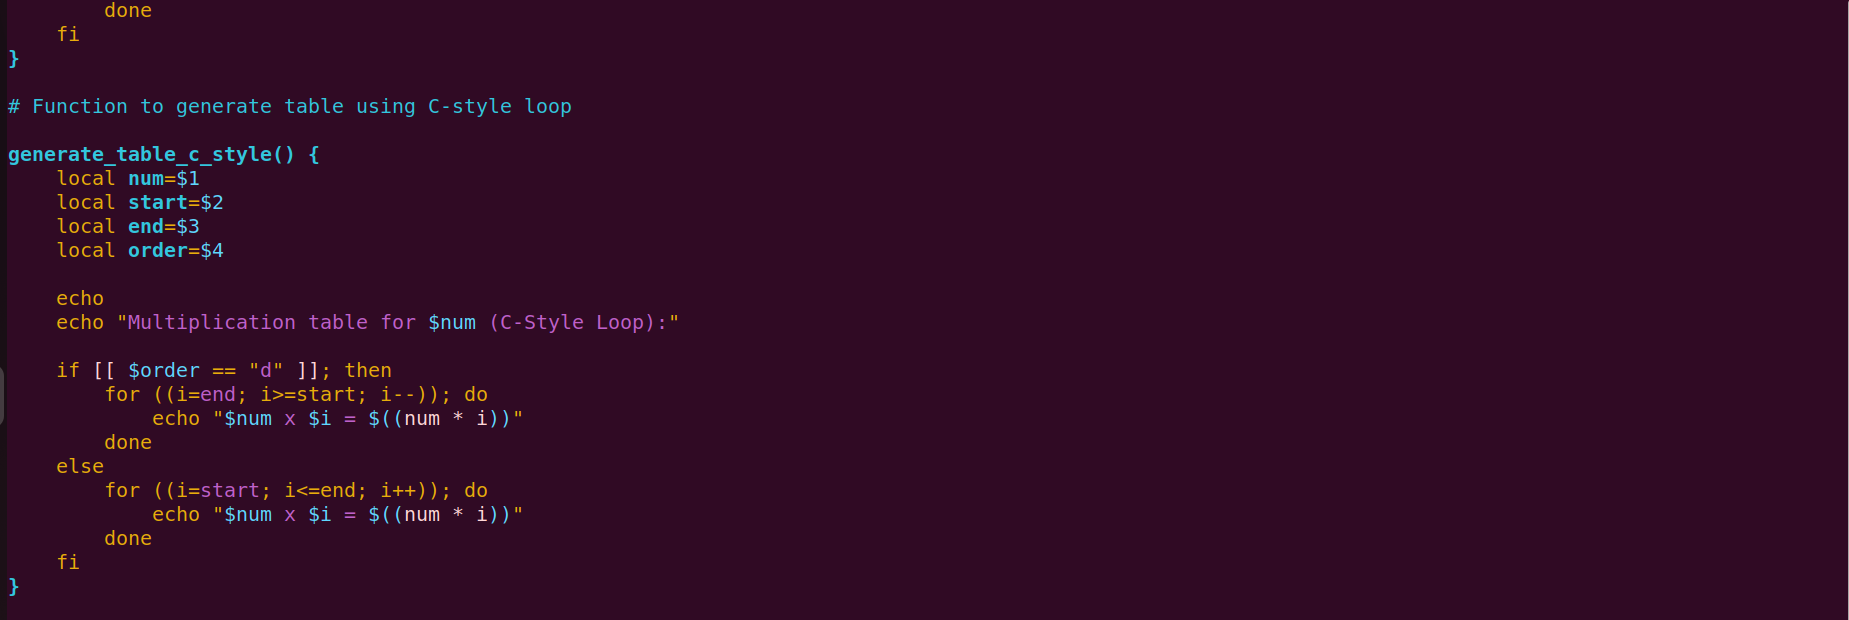 done
    fi
}

# Function to generate table using C-style loop

generate_table_c_style() {
    local num=$1
    local start=$2
    local end=$3
    local order=$4

    echo
    echo "Multiplication table for $num (C-Style Loop):"

    if [[ $order == "d" ]]; then
        for ((i=end; i>=start; i--)); do
            echo "$num x $i = $((num * i))"
        done
    else
        for ((i=start; i<=end; i++)); do
            echo "$num x $i = $((num * i))"
        done
    fi
}